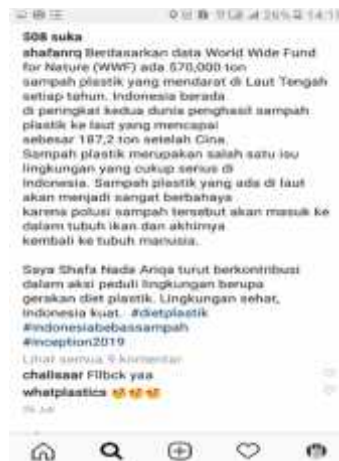 14:11
508 suka
shafanrq Berdasarkan data World Wide Fund
for Nature (WWF) ada 570,000 ton
sampah plastik yang mendarat di Laut Tengah
setiap tahun. Indonesia berada
di peringkat kedua dunia penghasil sampah
plastik ke laut yang mencapai
sebesar 187,2 ton setelah Cina.
Sampah plastik merupakan salah satu isu
lingkungan yang cukup serius di
Indonesia. Sampah plastik yang ada di laut
akan menjadi sangat berbahaya
karena polusi sampah tersebut akan masuk ke
dalam tubuh ikan dan akhirnya
kembali ke tubuh manusia.
Saya Shafa Nada Ariqa turut berkontribusi
dalam aksi peduli lingkungan berupa
gerakan diet plastik. Lingkungan sehat,
Indonesia kuat. #dietplastik
#indonesiabebassampah
#inception2019
Lihat semua 9 komentar
challsaar Fllbck yaa
whatplastics